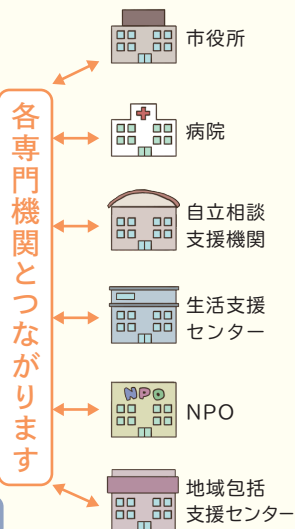 市役所
病院
自立相談
支援機関
生活支援
センター
NPO
NPO
地域包括
支援センター
各専門機関とつながります